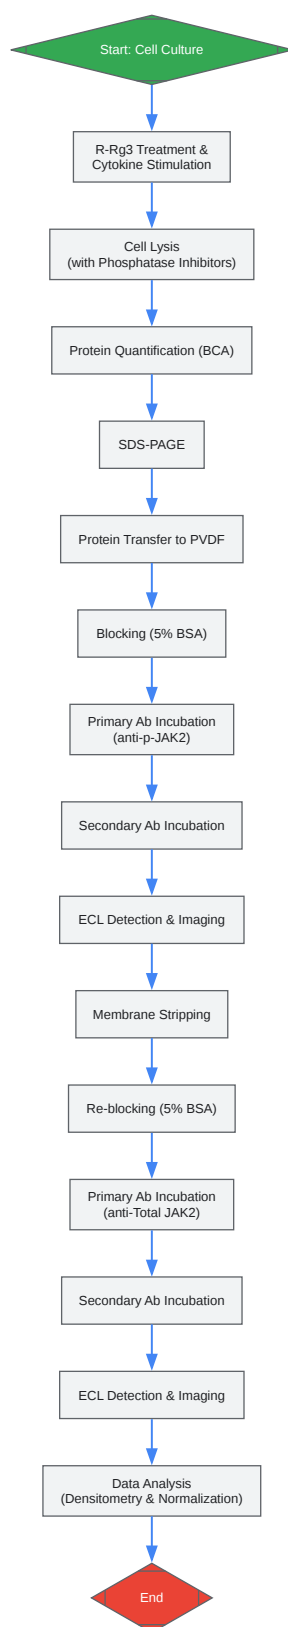 Start: Cell Culture
R-Rg3 Treatment &
Cytokine Stimulation
Cell Lysis
(with Phosphatase Inhibitors)
Protein Quantification (BCA)
SDS-PAGE
Protein Transfer to PVDF
Blocking (5% BSA)
Primary Ab Incubation
(anti-p-JAK2)
Secondary Ab Incubation
ECL Detection & Imaging
Membrane Stripping
Re-blocking (5% BSA)
Primary Ab Incubation
(anti-Total JAK2)
Secondary Ab Incubation
ECL Detection & Imaging
Data Analysis
(Densitometry & Normalization)
End